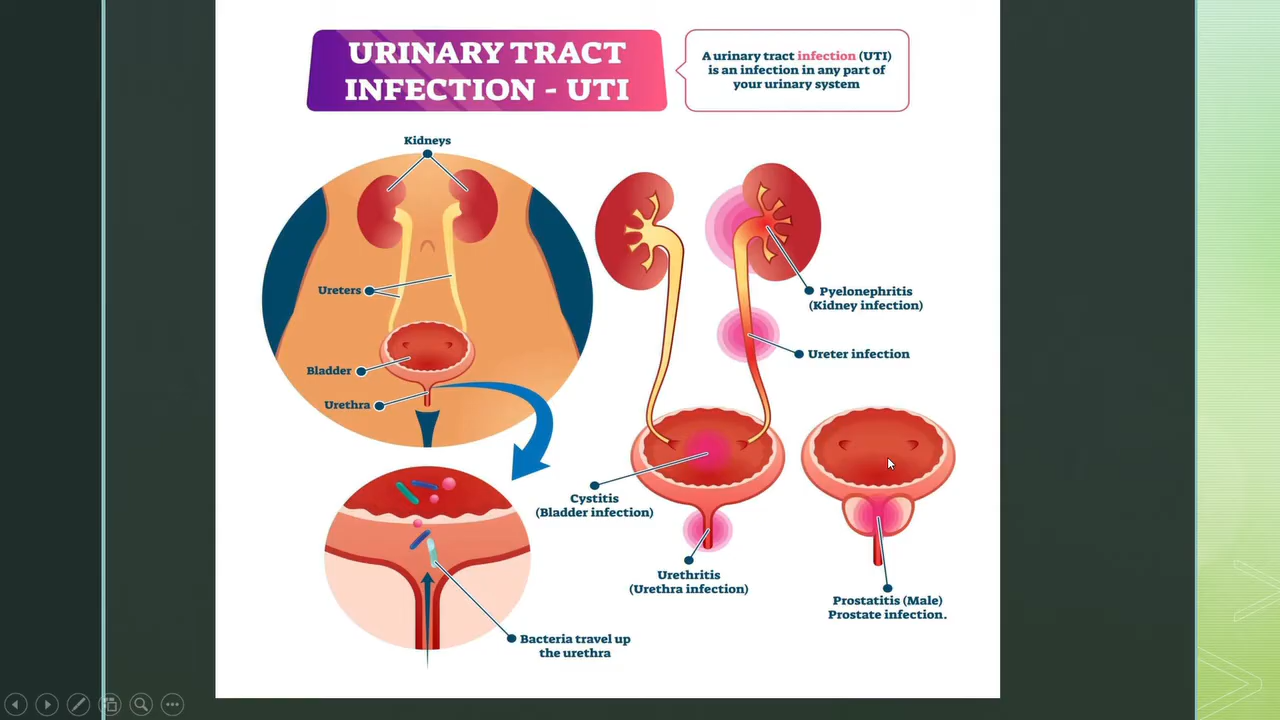 URINARY TRACT
INFECTION - UTI
A urinary tract infection (UTI)
is an infection in any part of
your urinary system
Kidneys
Ureters
Bladder
Urethra
Pyelonephritis
(Kidney infection)
Ureter infection
Cystitis
(Bladder infection)
Urethritis
(Urethra infection)
Prostatitis (Male)
Prostate infection.
Bacteria travel up
the urethra